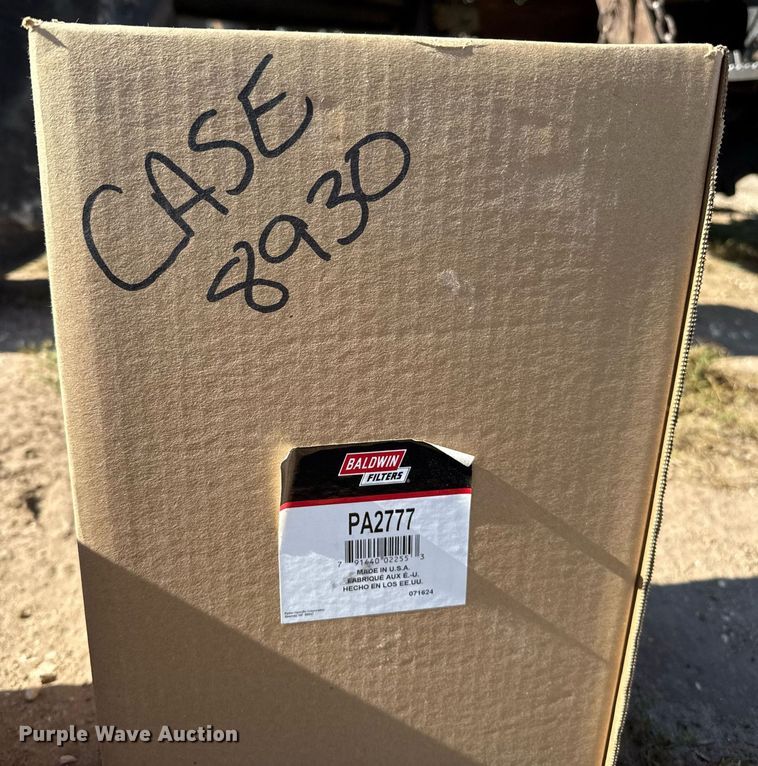 CASE
8930
BALDWIN
FILTERS
PA2777
7 91640 02255 3
MADE IN U.S.A.
FABRIQUÉ AUX É.-U.
HECHO EN LOS EE.UU.
071624
Purple Wave Auction